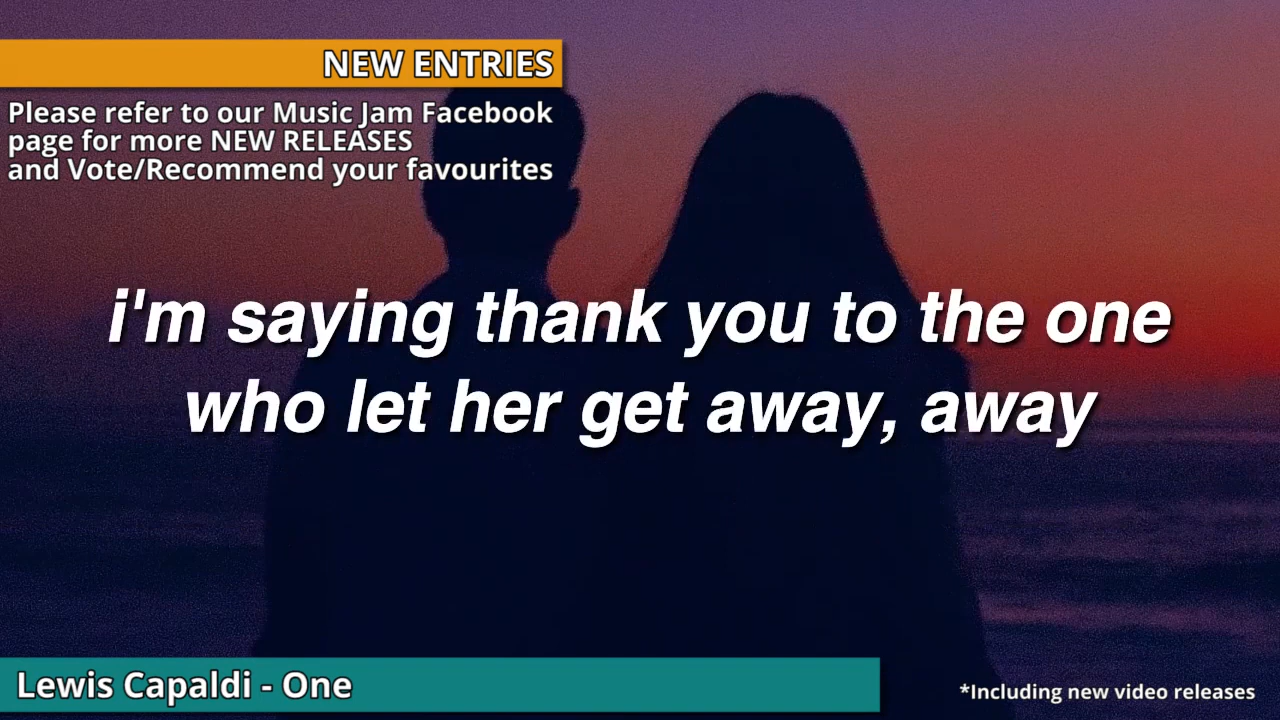 NEW ENTRIES
Please refer to our Music Jam Facebook
page for more NEW RELEASES
and Vote/Recommend your favourites
i'm saying thank you to the one
who let her get away, away
Lewis Capaldi - One
*Including new video releases